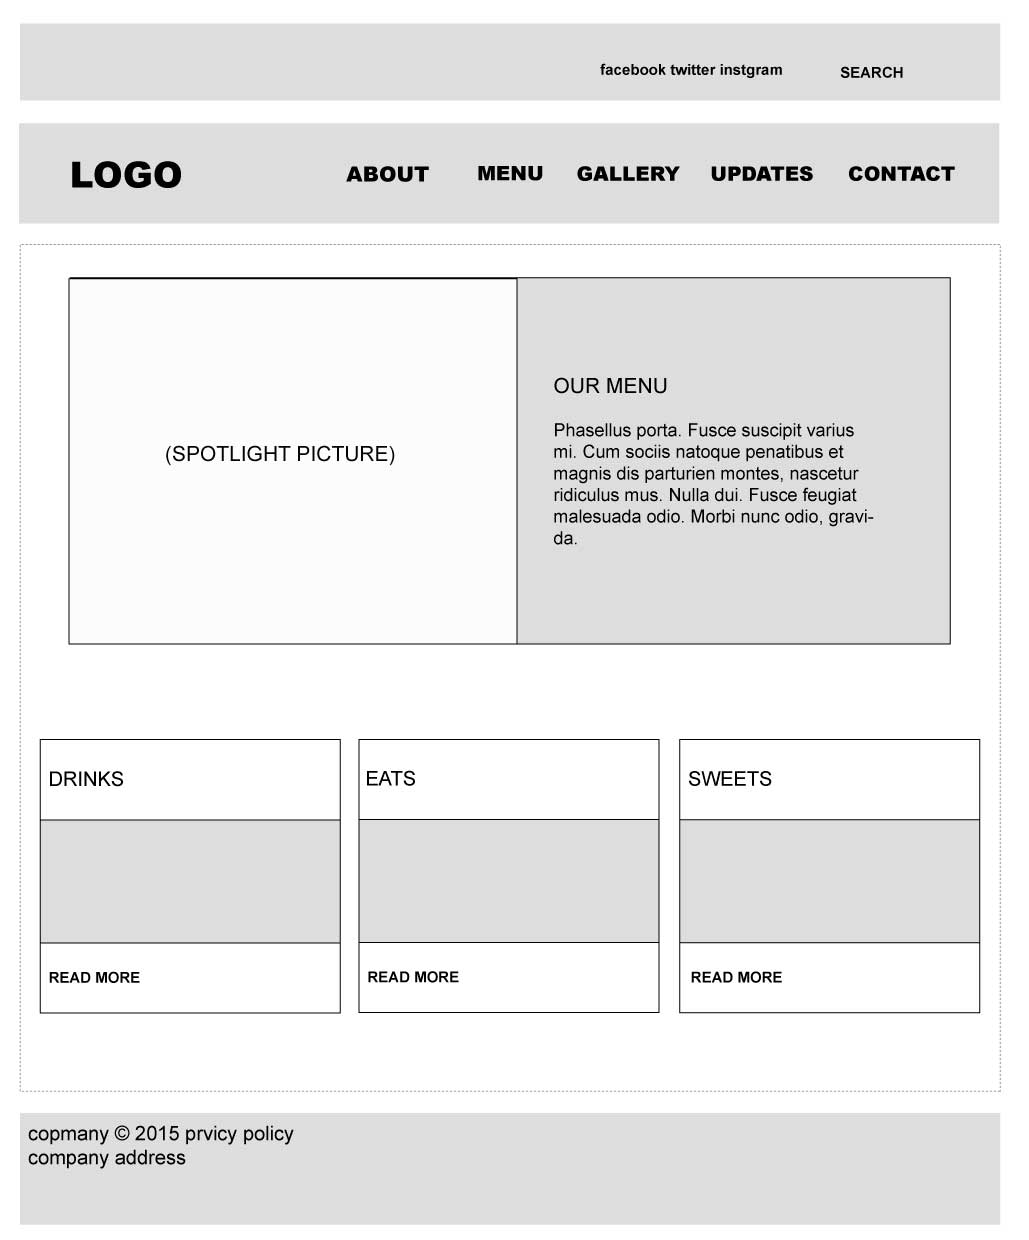 facebook twitter instgram SEARCH
LOGO ABOUT MENU GALLERY UPDATES CONTACT
(SPOTLIGHT PICTURE)
OUR MENU
Phasellus porta. Fusce suscipit varius
mi. Cum sociis natoque penatibus et
magnis dis parturien montes, nascetur
ridiculus mus. Nulla dui. Fusce feugiat
malesuada odio. Morbi nunc odio, gravi-
da.
DRINKS
READ MORE
EATS
READ MORE
SWEETS
READ MORE
copmany © 2015 prvicy policy
company address